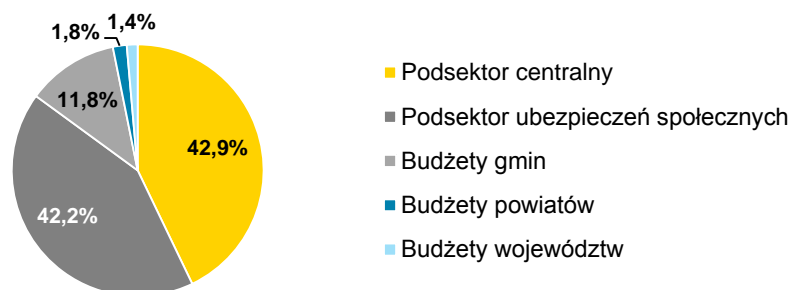 1,8%
1,4%
11,8%
42,9%
42,2%
Podsektor centralny
Podsektor ubezpieczeń społecznych
Budżety gmin
Budżety powiatów
Budżety województw